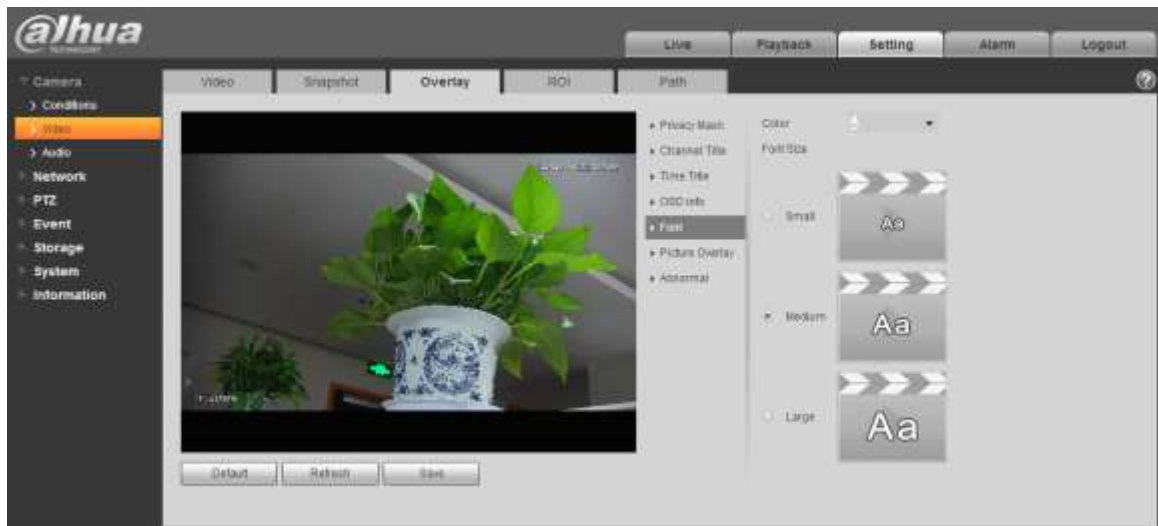 alhua
TECHNOLOGY
Live
Playback
Setting
Alarm
Logout
Camera
Conditions
Video
Audio
Network
PTZ
Event
Storage
System
Information
Video
Snapshot
Overlay
ROI
Path
Privacy Mask
Channel Title
Time Title
OSD Info
Font
Picture Overlay
Abnormal
Color
Font Size
Small
Aa
Medium
Aa
Large
Aa
Default
Refresh
Save